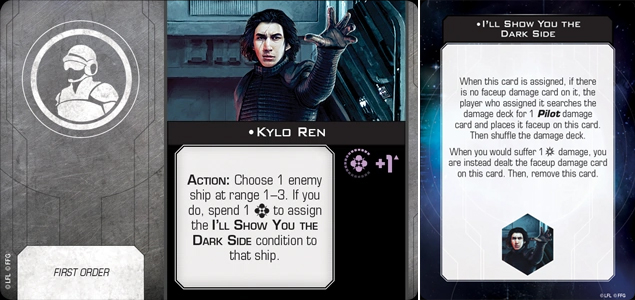 © LFL © FFG
FIRST ORDER
•KYLO REN
ACTION: Choose 1 enemy
ship at range 1–3. If you
do, spend 1 to assign
the I'LL SHOW YOU THE
DARK SIDE condition to
that ship.
+1
•I'LL SHOW YOU THE
DARK SIDE
When this card is assigned, if there
is no faceup damage card on it, the
player who assigned it searches the
damage deck for 1 Pilot damage
card and places it faceup on this card.
Then shuffle the damage deck.
When you would suffer 1 damage, you
are instead dealt the faceup damage card
on this card. Then, remove this card.
© LFL © FFG